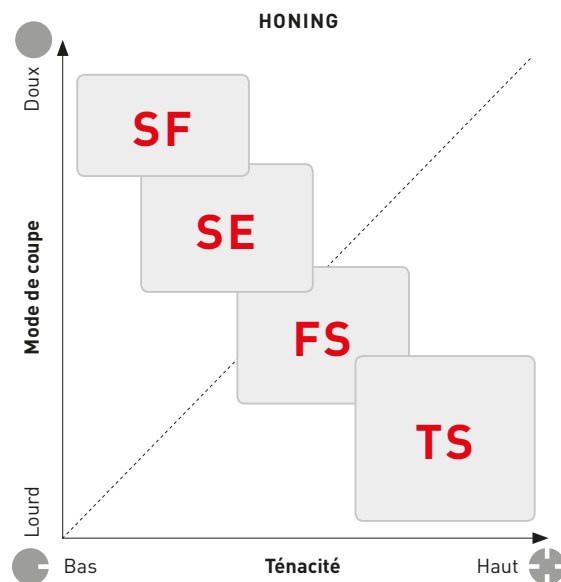 HONING
Doux
SF
SE
Mode de coupe
FS
TS
Lourd
Bas
Ténacité
Haut